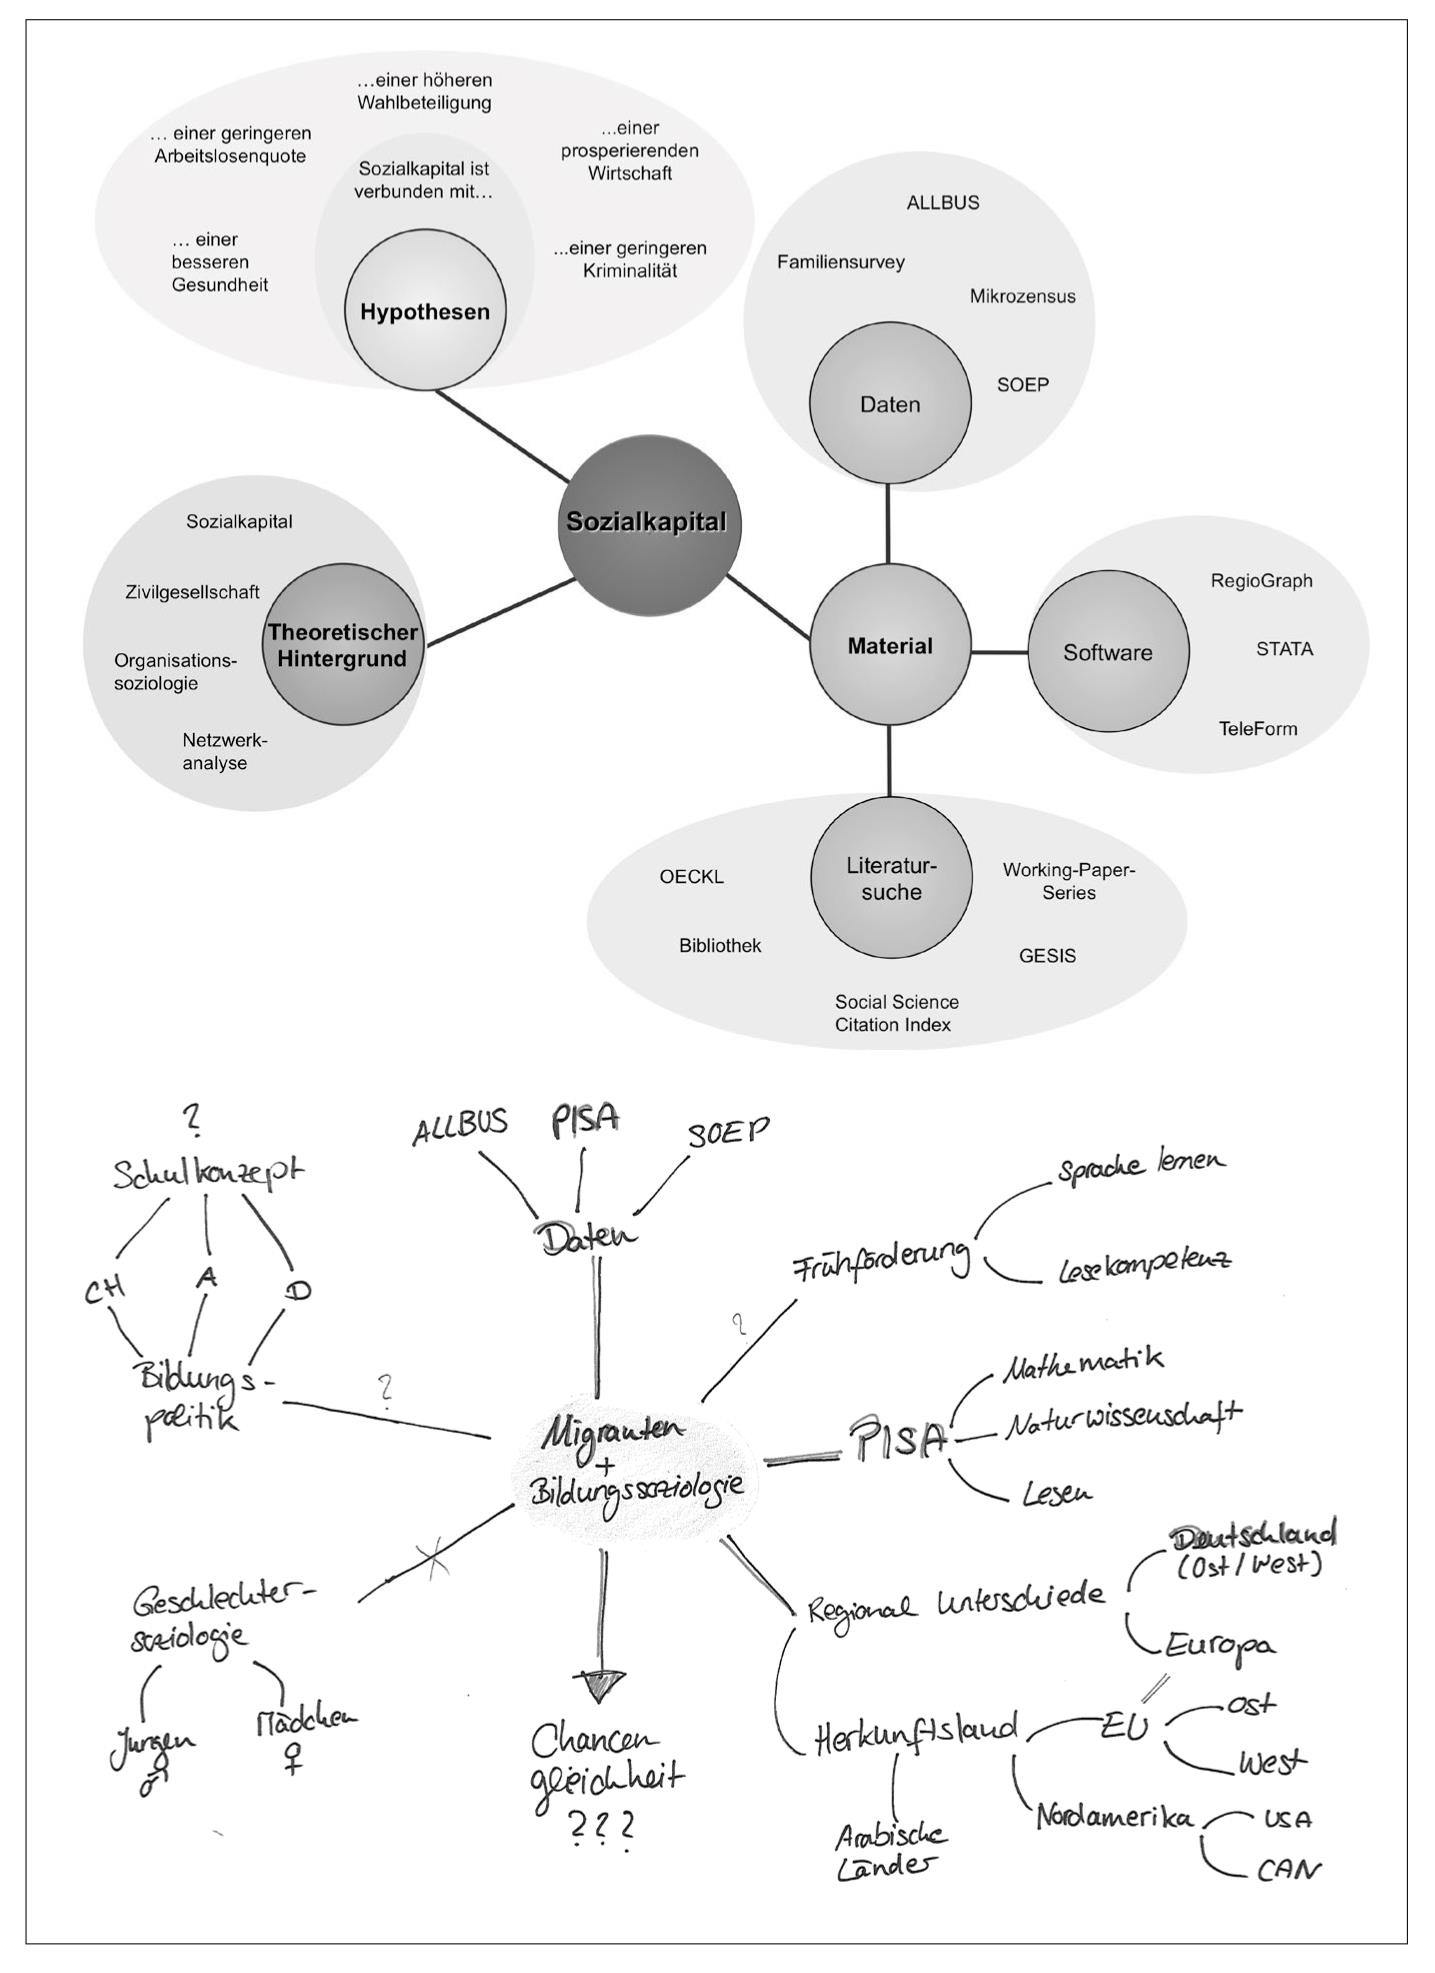 …einer höheren
Wahlbeteiligung
… einer geringeren
Arbeitslosenquote
...einer
prosperierenden
Wirtschaft
Sozialkapital ist
verbunden mit…
… einer
besseren
Gesundheit
...einer geringeren
Kriminalität
Hypothesen
ALLBUS
Familiensurvey
Mikrozensus
SOEP
Daten
Sozialkapital
Sozialkapital
Zivilgesellschaft
Organisations-
soziologie
Netzwerk-
analyse
Theoretischer
Hintergrund
Material
Software
RegioGraph
STATA
TeleForm
Literatur-
suche
OECKL
Bibliothek
Working-Paper-
Series
GESIS
Social Science
Citation Index
?
Schulkonzept
CH
A
D
Bildungs-
politik
?
ALLBUS
PISA
SOEP
Daten
Frühförderung
Sprache lernen
Lesekompetenz
?
Migranten
+
Bildungssoziologie
PISA
Mathematik
Naturwissenschaft
Lesen
Geschlechter-
soziologie
Jungen
♂
Mädchen
♀
Chancen
gleichheit
???
Regional Unterschiede
Deutschland
(Ost/West)
Europa
Herkunftsland
EU
Ost
West
Nordamerika
USA
CAN
Arabische
Länder